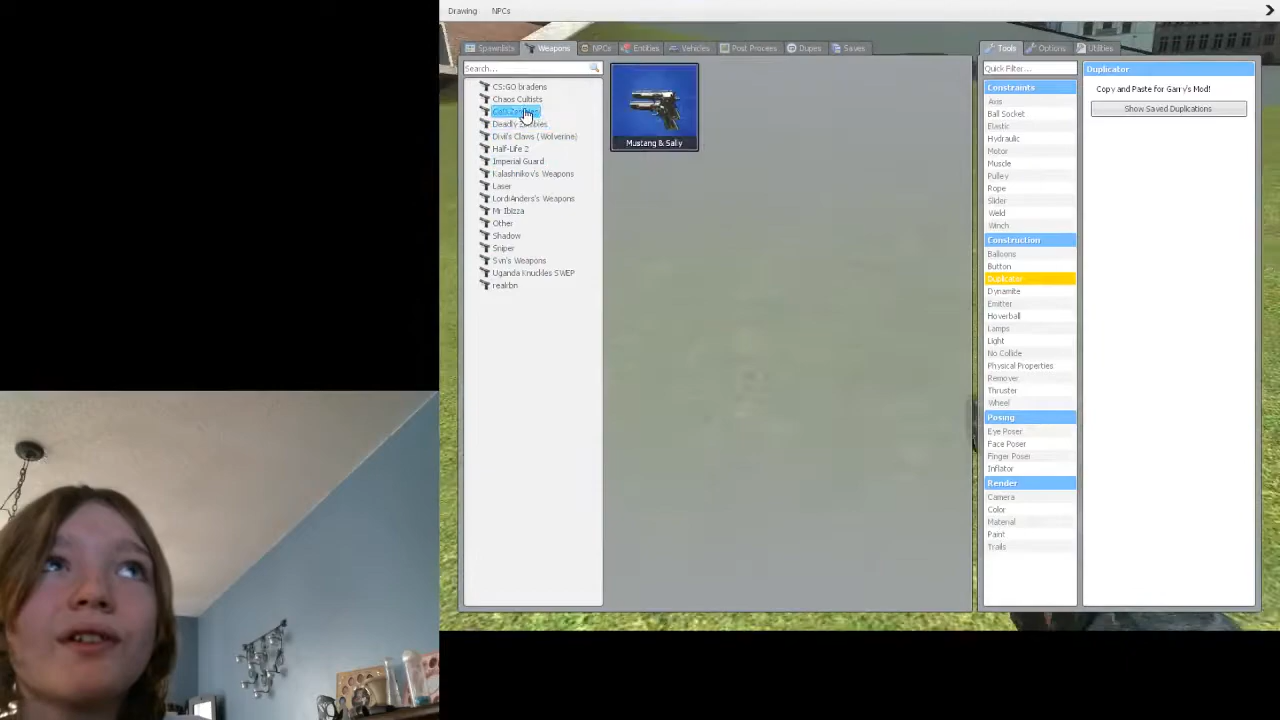 Drawing NPCs
Spawnlists Weapons NPCs Entities Vehicles Post Process Dupes Saves
Tools Options Utilities
Search...
CS:GO bradens
Chaos Cultists
Deadly Zombies
Divil's Claws (Wolverine)
Half-Life 2
Imperial Guard
Kalashnikov's Weapons
Laser
LordiAnders's Weapons
Mr Ibizza
Other
Shadow
Sniper
Svn's Weapons
Uganda Knuckles SWEP
realrbn
Mustang & Sally
Quick Filter...
Constraints
Axis
Ball Socket
Elastic
Hydraulic
Motor
Muscle
Pulley
Rope
Slider
Weld
Winch
Construction
Balloons
Button
Duplicator
Dynamite
Emitter
Hoverball
Lamps
Light
No Collide
Physical Properties
Remover
Thruster
Wheel
Posing
Eye Poser
Face Poser
Finger Poser
Inflator
Render
Camera
Color
Material
Paint
Trails
Duplicator
Copy and Paste for Garry's Mod!
Show Saved Duplications